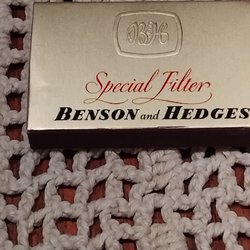 B&H
Special Filter
BENSON and HEDGES